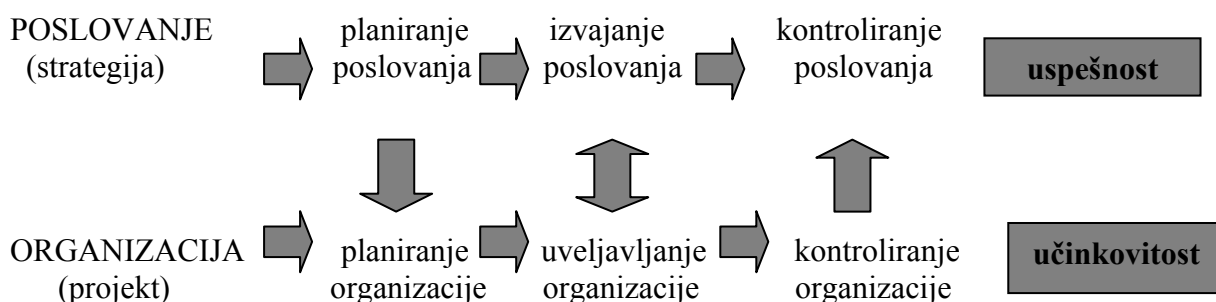 POSLOVANJE
(strategija)
planiranje
poslovanja
izvajanje
poslovanja
kontroliranje
poslovanja
uspešnost
ORGANIZACIJA
(projekt)
planiranje
organizacije
uveljavljanje
organizacije
kontroliranje
organizacije
učinkovitost